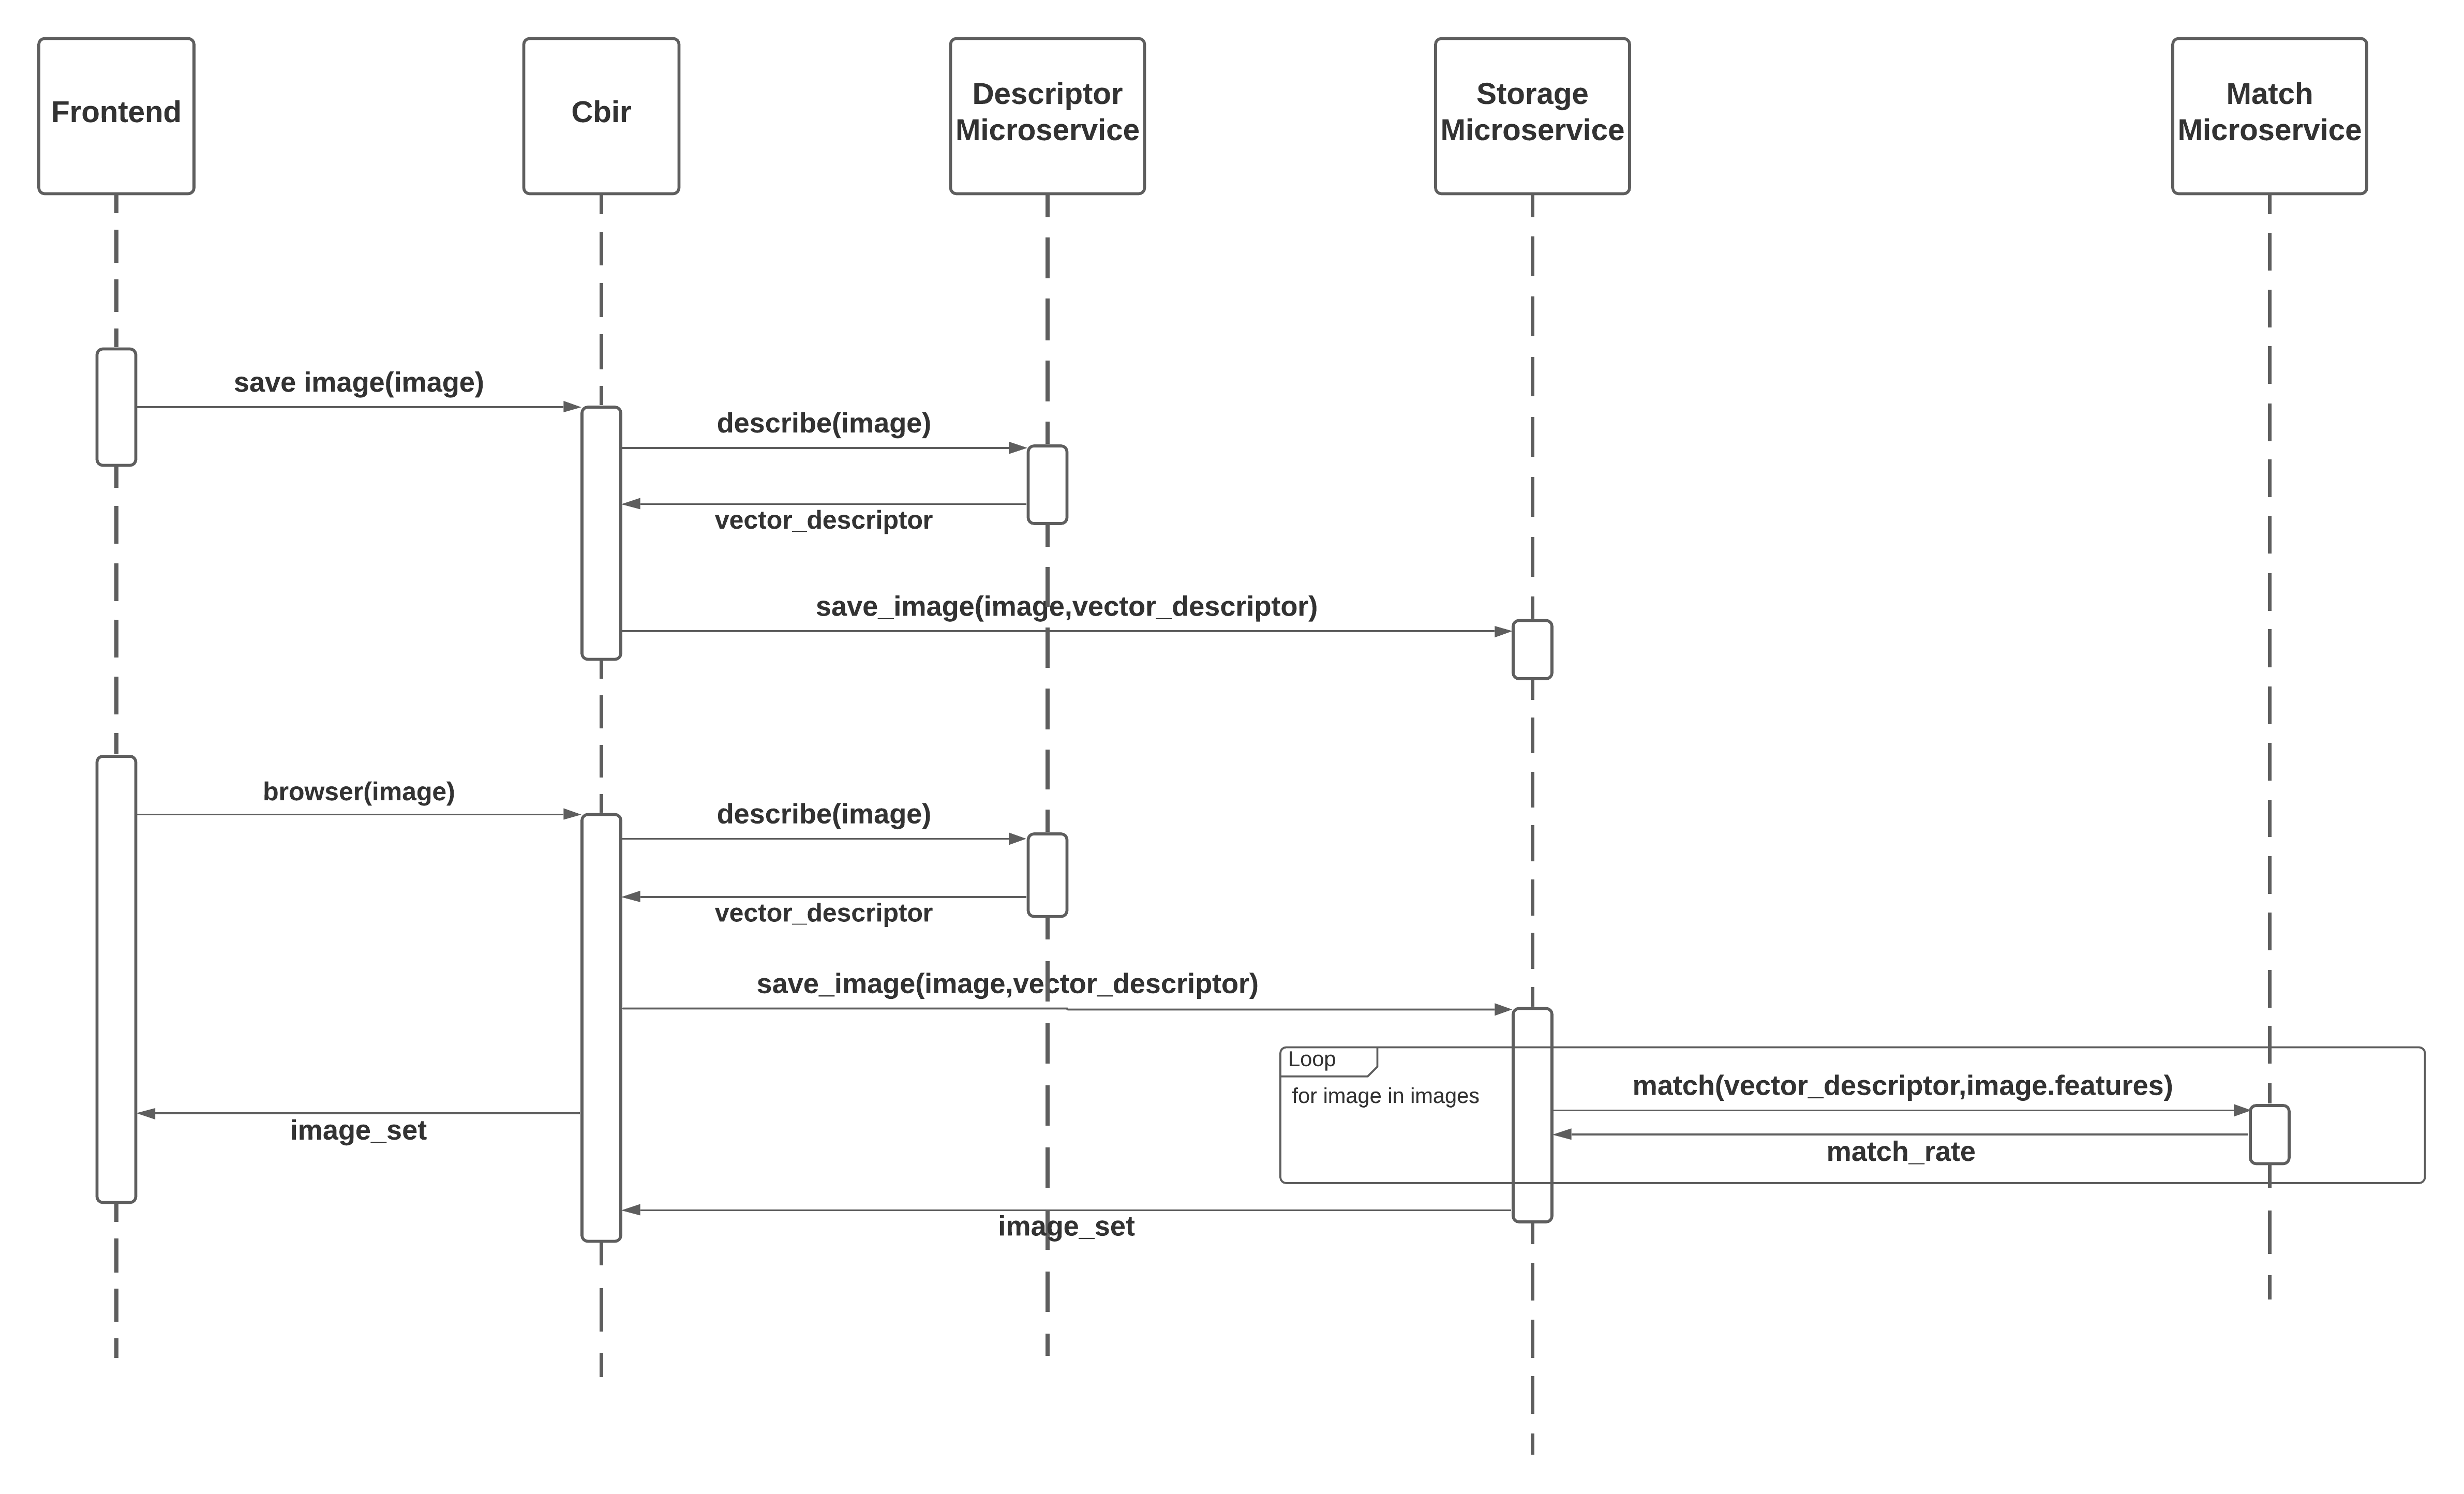 Frontend
Cbir
Descriptor
Microservice
Storage
Microservice
Match
Microservice
save image(image)
describe(image)
vector_descriptor
save_image(image,vector_descriptor)
browser(image)
describe(image)
vector_descriptor
save_image(image,vector_descriptor)
Loop
for image in images
match(vector_descriptor,image.features)
match_rate
image_set
image_set